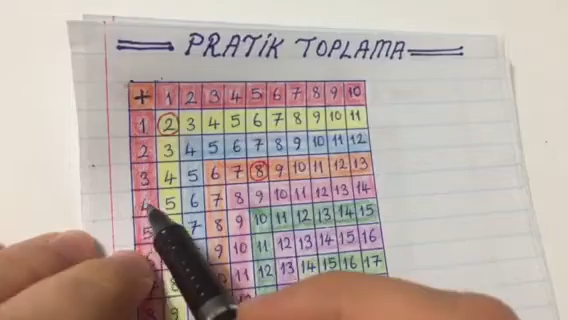 PRATİK TOPLAMA
+ 1 2 3 4 5 6 7 8 9 10
1 2 3 4 5 6 7 8 9 10 11
2 3 4 5 6 7 8 9 10 11 12
3 4 5 6 7 8 9 10 11 12 13
4 5 6 7 8 9 10 11 12 13 14
5 7 8 9 10 11 12 13 14 15
9 10 11 12 13 14 15 16
8 11 12 13 14 15 16 17
9